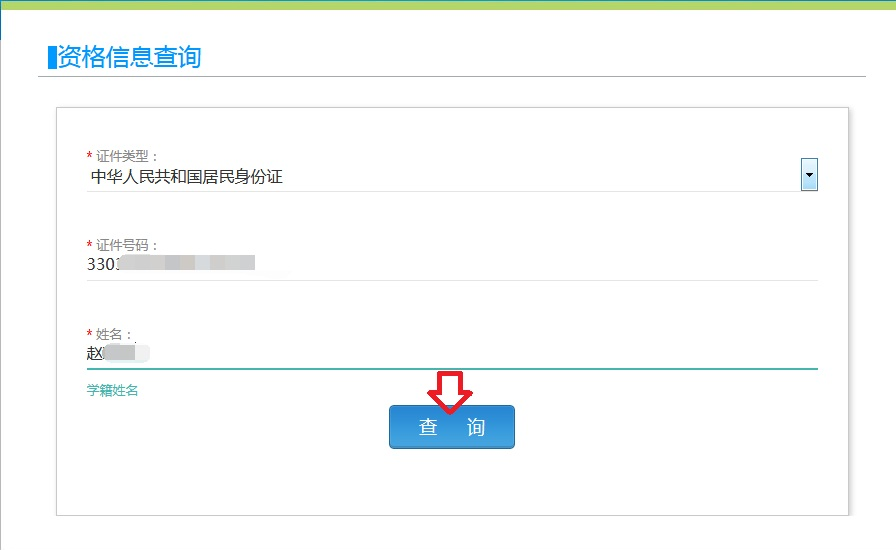 资格信息查询
* 证件类型：
中华人民共和国居民身份证
* 证件号码：
330
* 姓名：
赵
学籍姓名
查 询